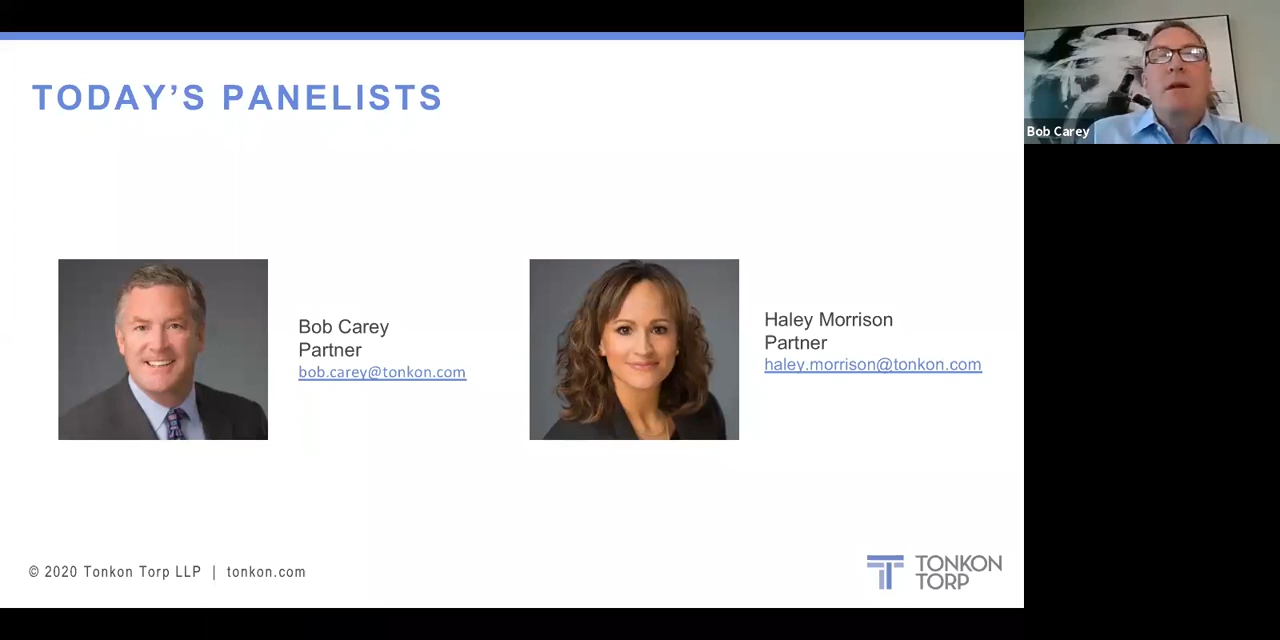 TODAY'S PANELISTS
Bob Carey
Bob Carey
Partner
bob.carey@tonkon.com
Haley Morrison
Partner
haley.morrison@tonkon.com
© 2020 Tonkon Torp LLP | tonkon.com
TONKON
TORP